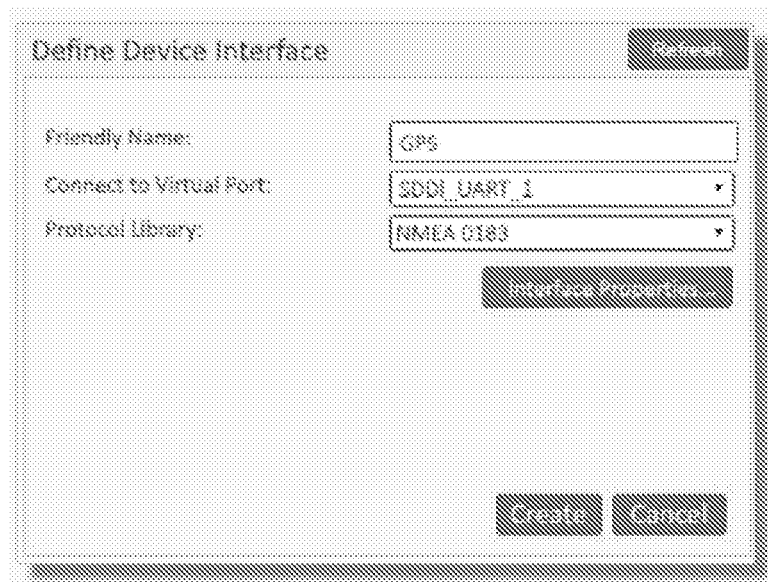 Define Device Interface
Refresh
Friendly Name:
GPS
Connect to Virtual Port:
SDDI_UART_1
Protocol Library:
NMEA 0183
Interface Properties
Create Cancel